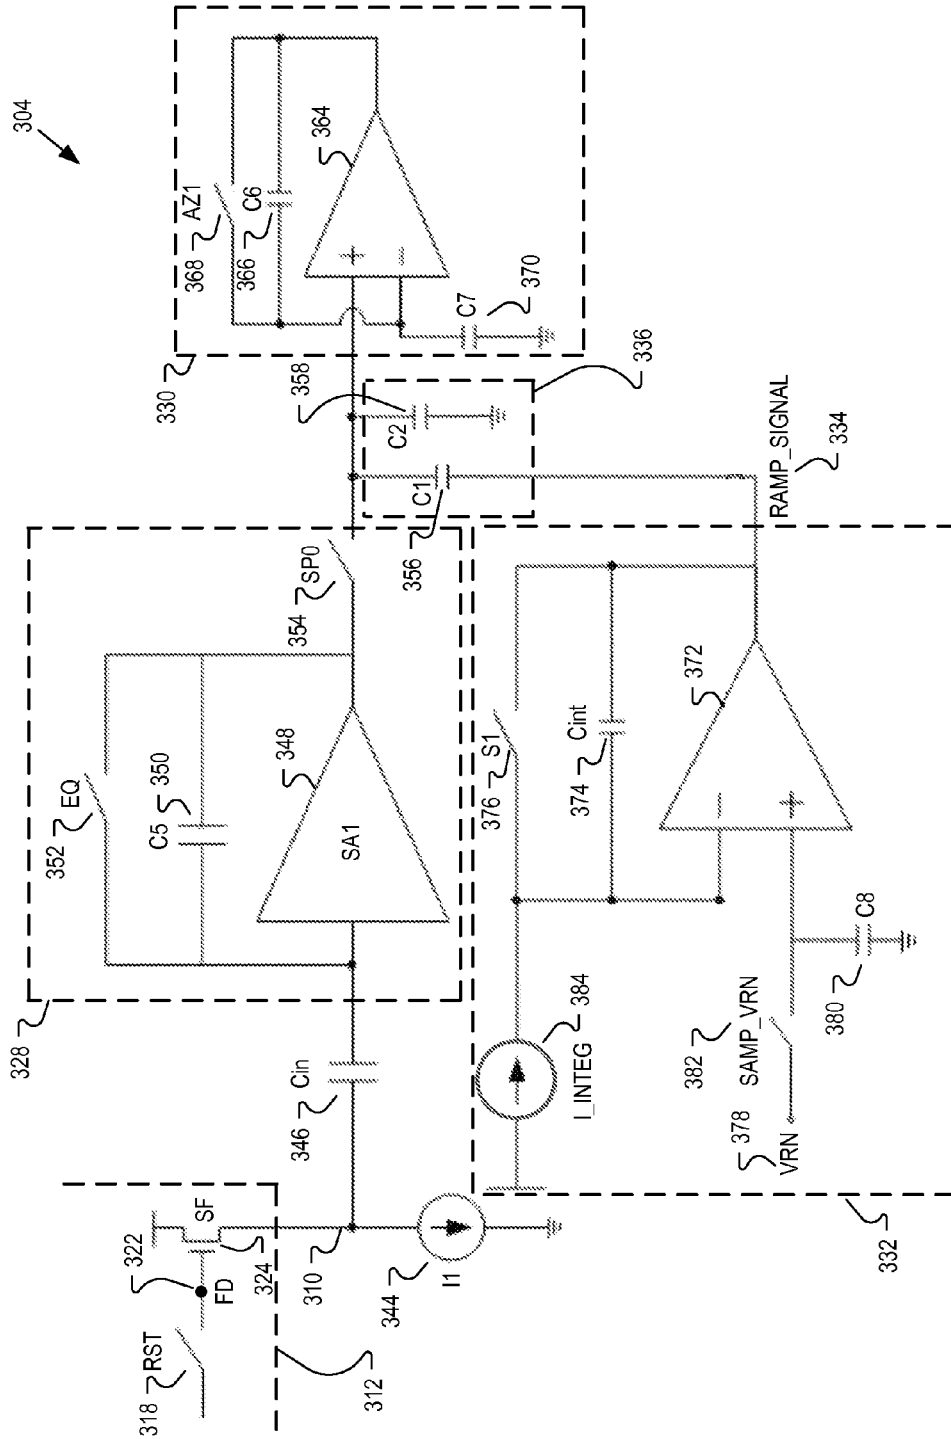 304
AZ1
368
C6
366
364
+
−
C7
370
330
358
C2
336
C1
356
RAMP_SIGNAL
334
SP0
354
EQ
352
C5
350
348
SA1
328
S1
376
Cint
374
372
−
+
C8
380
SAMP_VRN
382
384
I_INTEG
378
VRN
Cin
346
332
322
SF
FD
324
RST
318
310
312
344
I1